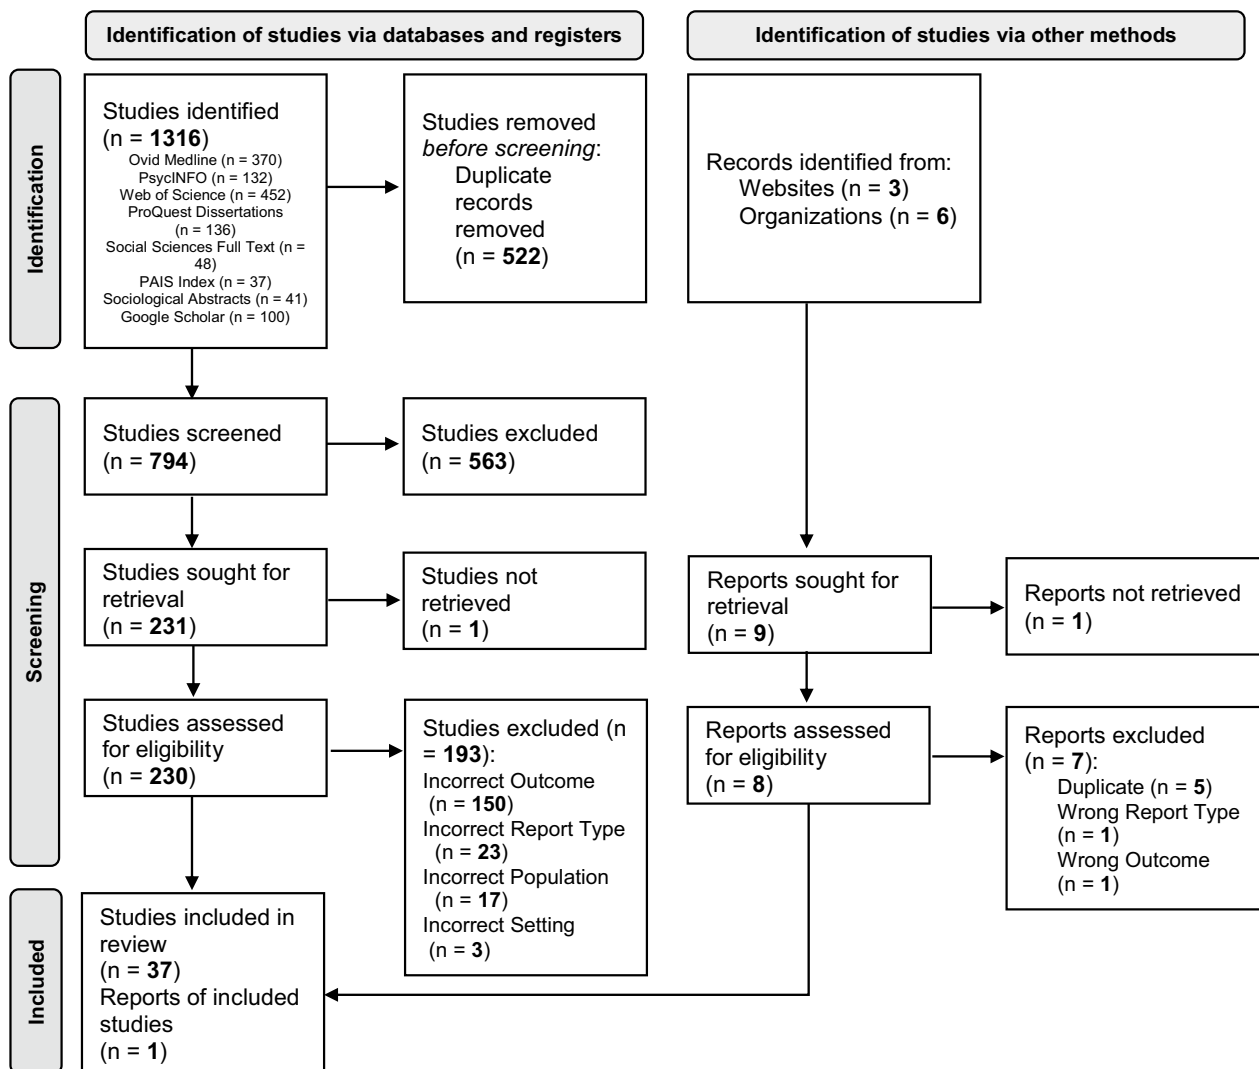 Identification of studies via databases and registers
Identification of studies via other methods
Identification
Studies identified
(n = 1316)
Ovid Medline (n = 370)
PsycINFO (n = 132)
Web of Science (n = 452)
ProQuest Dissertations
(n = 136)
Social Sciences Full Text (n =
48)
PAIS Index (n = 37)
Sociological Abstracts (n = 41)
Google Scholar (n = 100)
Studies removed
before screening:
Duplicate
records
removed
(n = 522)
Records identified from:
Websites (n = 3)
Organizations (n = 6)
Screening
Studies screened
(n = 794)
Studies excluded
(n = 563)
Studies sought for
retrieval
(n = 231)
Studies not
retrieved
(n = 1)
Reports sought for
retrieval
(n = 9)
Reports not retrieved
(n = 1)
Studies assessed
for eligibility
(n = 230)
Studies excluded (n
= 193):
Incorrect Outcome
(n = 150)
Incorrect Report Type
(n = 23)
Incorrect Population
(n = 17)
Incorrect Setting
(n = 3)
Reports assessed
for eligibility
(n = 8)
Reports excluded
(n = 7):
Duplicate (n = 5)
Wrong Report Type
(n = 1)
Wrong Outcome
(n = 1)
Included
Studies included in
review
(n = 37)
Reports of included
studies
(n = 1)